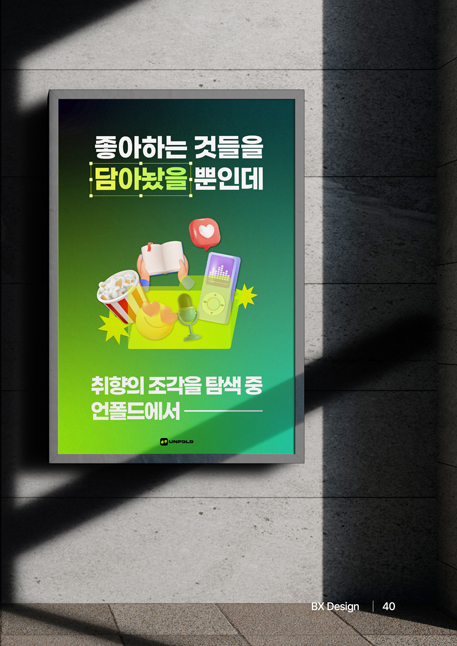 좋아하는 것들을
담아놨을 뿐인데
취향의 조각을 탐색 중
언폴드에서
UNFOLD
BX Design | 40